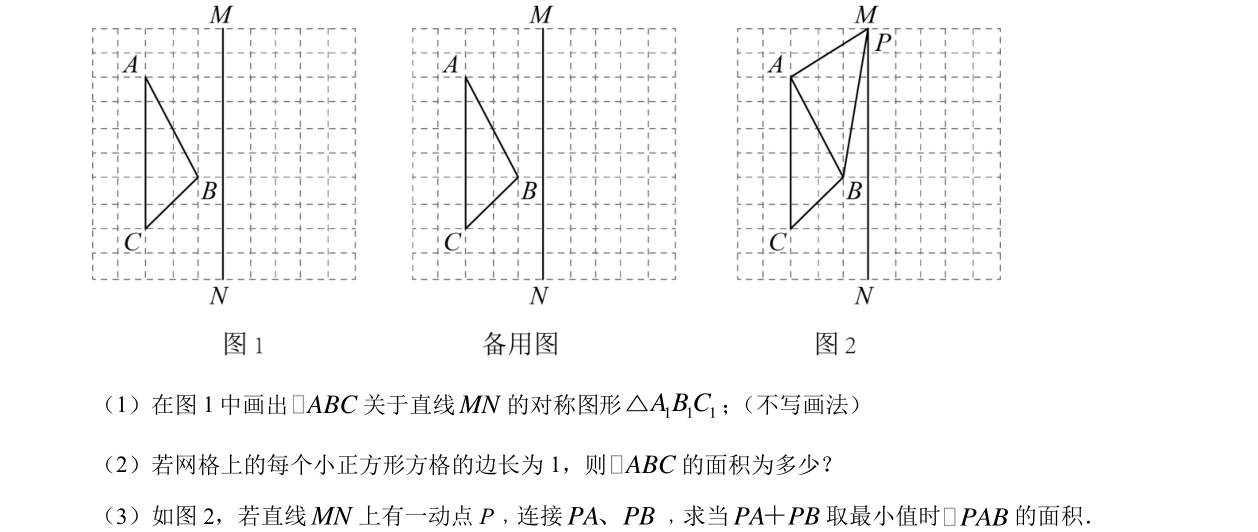 M M M
P
A A A
B B B
C C C
N N N
图 1 备用图 图 2
（1）在图 1 中画出□ABC 关于直线 MN 的对称图形 △A₁B₁C₁；（不写画法）
（2）若网格上的每个小正方形方格的边长为 1，则□ABC 的面积为多少？
（3）如图 2，若直线 MN 上有一动点 P，连接 PA、PB，求当 PA＋PB 取最小值时□PAB 的面积．